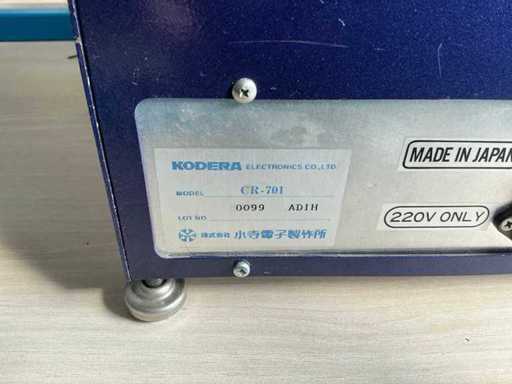 KODERA ELECTRONICS CO.,LTD.
MODEL CR-701
0099 ADIH
LOT NO
株式会社 小寺電子製作所
MADE IN JAPAN
220V ONLY